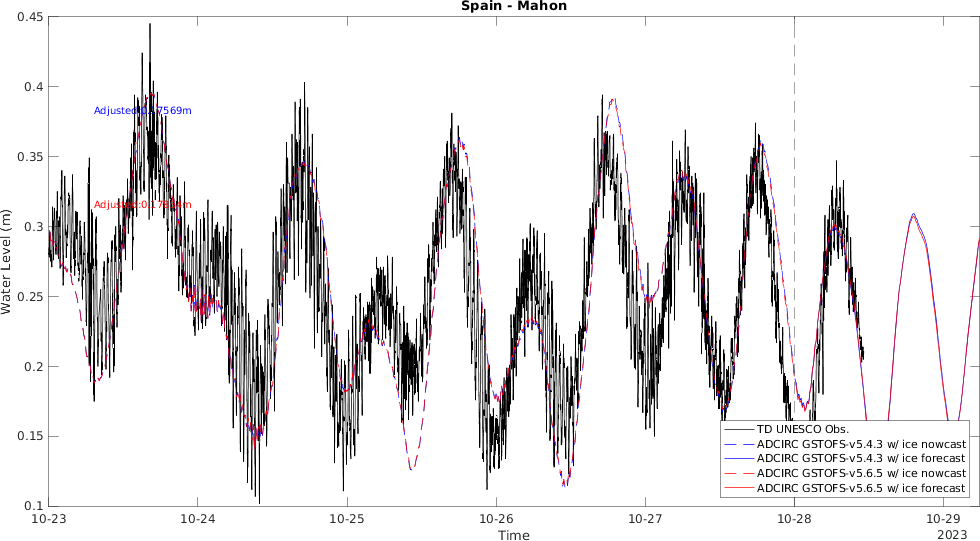 Spain - Mahon
0.45
0.4
0.35
0.3
0.25
0.2
0.15
0.1
Water Level (m)
TD UNESCO Obs.
ADCIRC GSTOFS-v5.4.3 w/ ice nowcast
ADCIRC GSTOFS-v5.4.3 w/ ice forecast
ADCIRC GSTOFS-v5.6.5 w/ ice nowcast
ADCIRC GSTOFS-v5.6.5 w/ ice forecast
10-23 10-24 10-25 10-26 10-27 10-28 10-29
Time
2023